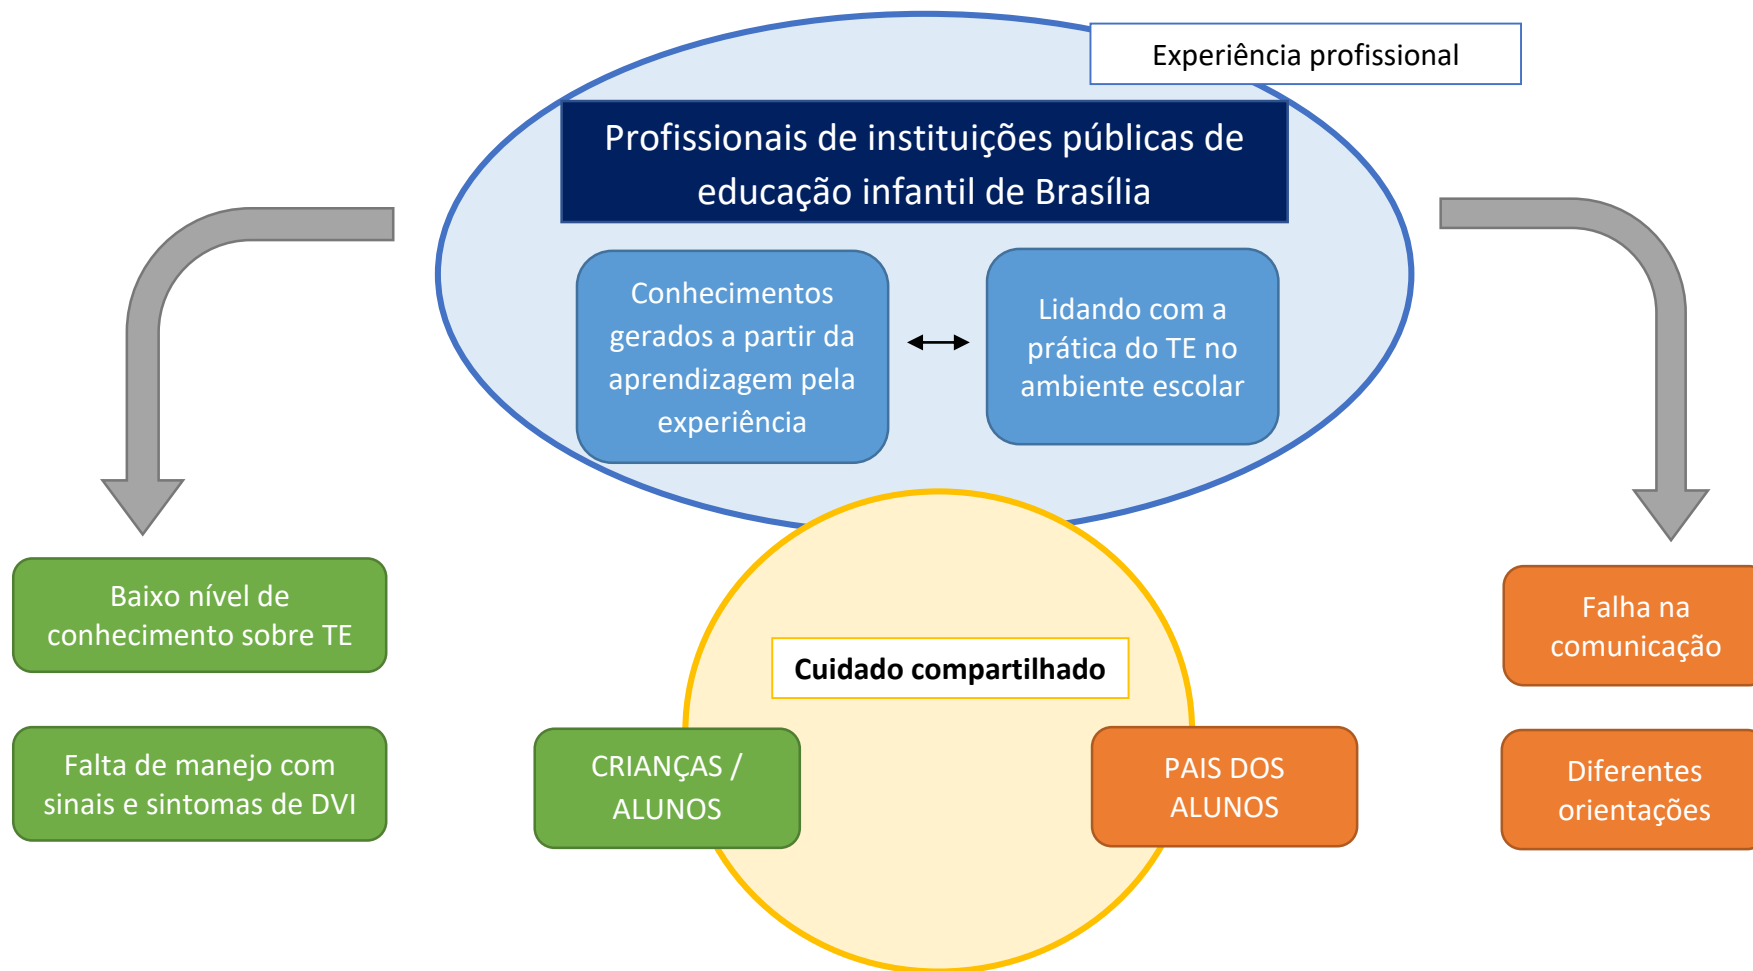 Experiência profissional
Profissionais de instituições públicas de
educação infantil de Brasília
Conhecimentos
gerados a partir da
aprendizagem pela
experiência
Lidando com a
prática do TE no
ambiente escolar
Baixo nível de
conhecimento sobre TE
Falta de manejo com
sinais e sintomas de DVI
Cuidado compartilhado
CRIANÇAS /
ALUNOS
PAIS DOS
ALUNOS
Falha na
comunicação
Diferentes
orientações